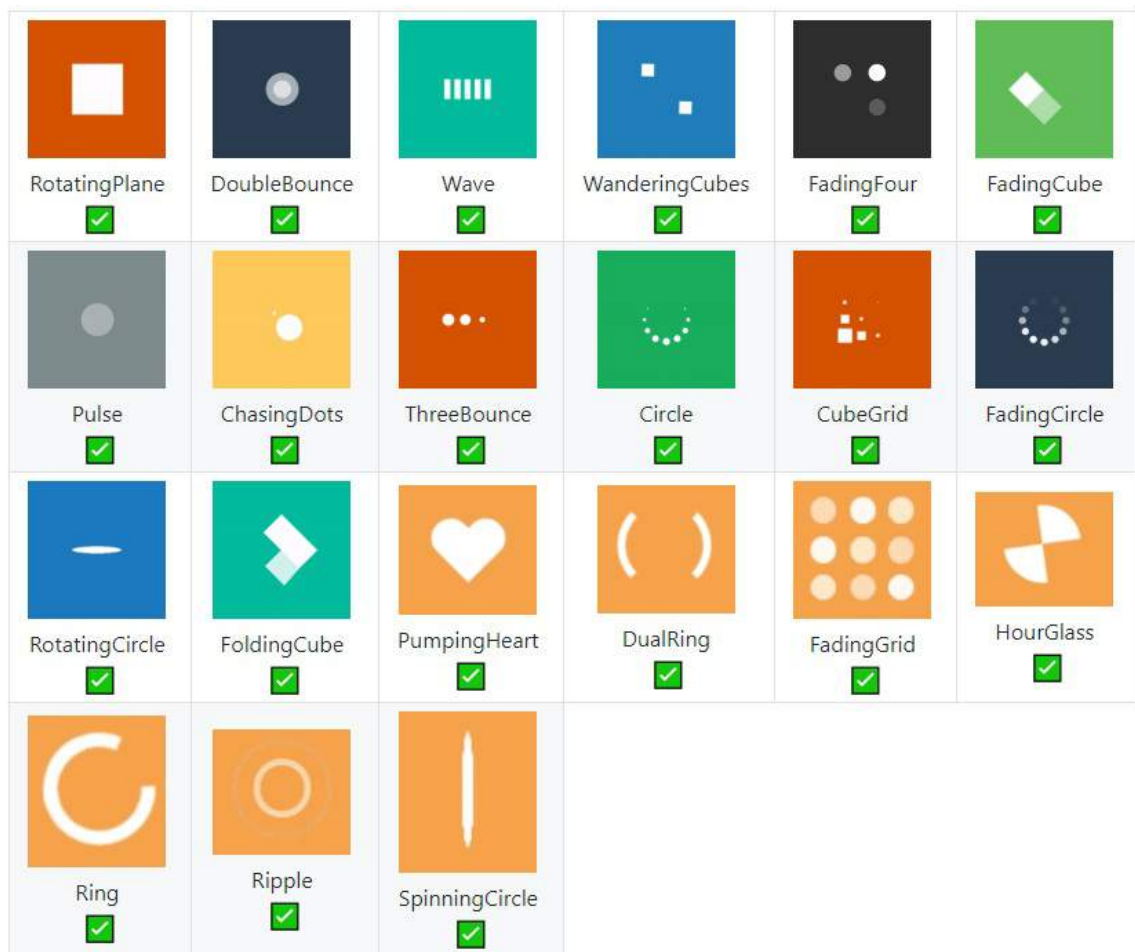 RotatingPlane
DoubleBounce
Wave
WanderingCubes
FadingFour
FadingCube
Pulse
ChasingDots
ThreeBounce
Circle
CubeGrid
FadingCircle
RotatingCircle
FoldingCube
PumpingHeart
DualRing
FadingGrid
HourGlass
Ring
Ripple
SpinningCircle